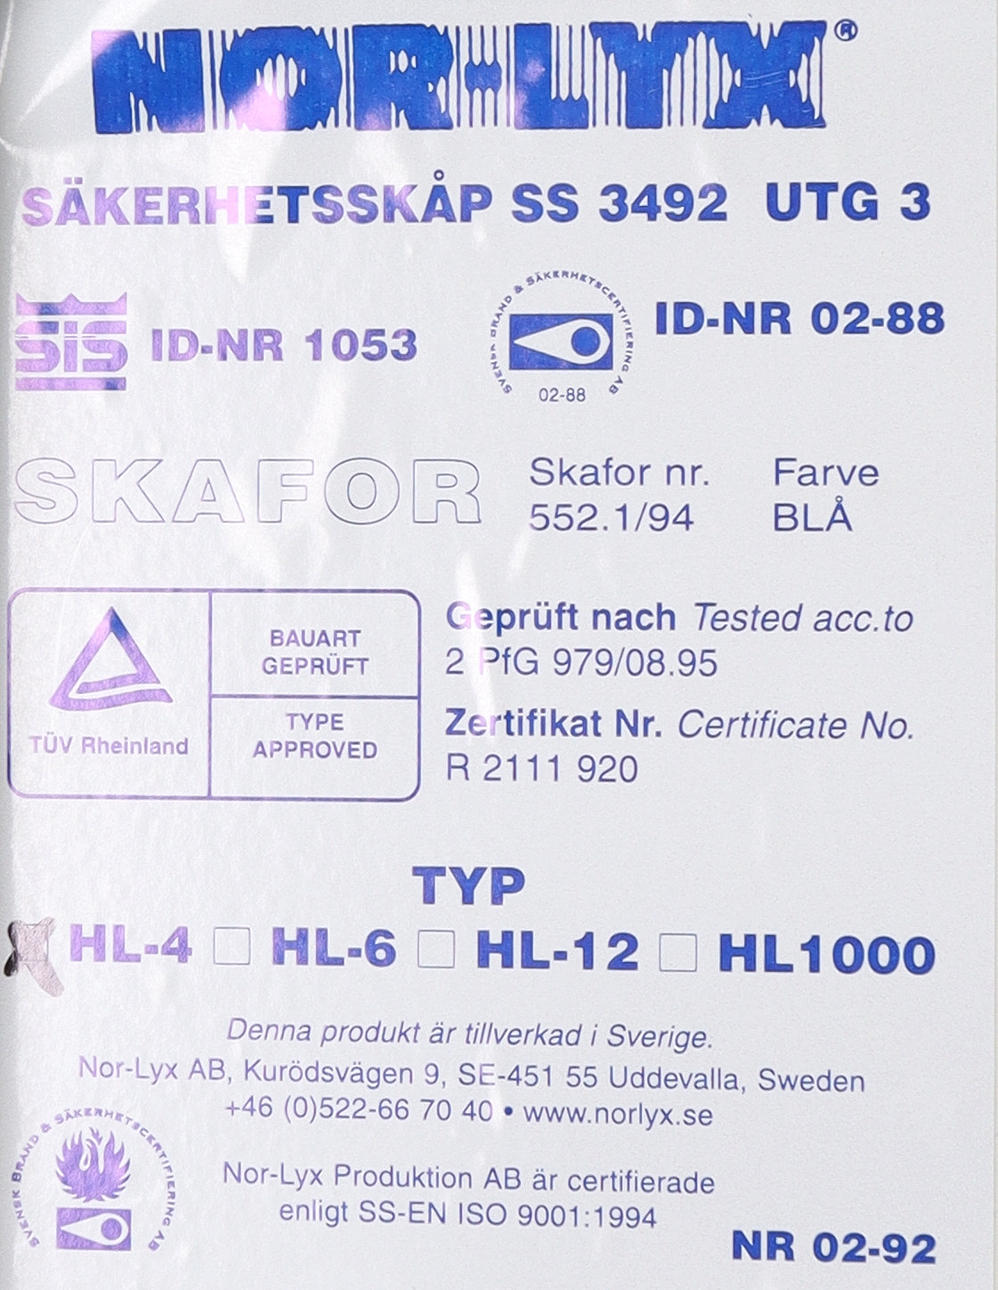 NOR-LYX®
SÄKERHETSSKÅP SS 3492 UTG 3
SIS ID-NR 1053
SVENSK BRAND & SÄKERHETSCERTIFIERING AB
02-88
ID-NR 02-88
SKAFOR
Skafor nr. Farve
552.1/94 BLÅ
TÜV Rheinland
BAUART
GEPRÜFT
TYPE
APPROVED
Geprüft nach Tested acc.to
2 PfG 979/08.95
Zertifikat Nr. Certificate No.
R 2111 920
TYP
HL-4 HL-6 HL-12 HL1000
Denna produkt är tillverkad i Sverige.
Nor-Lyx AB, Kurödsvägen 9, SE-451 55 Uddevalla, Sweden
+46 (0)522-66 70 40 • www.norlyx.se
SVENSK BRAND & SÄKERHETSCERTIFIERING AB
Nor-Lyx Produktion AB är certifierade
enligt SS-EN ISO 9001:1994
NR 02-92